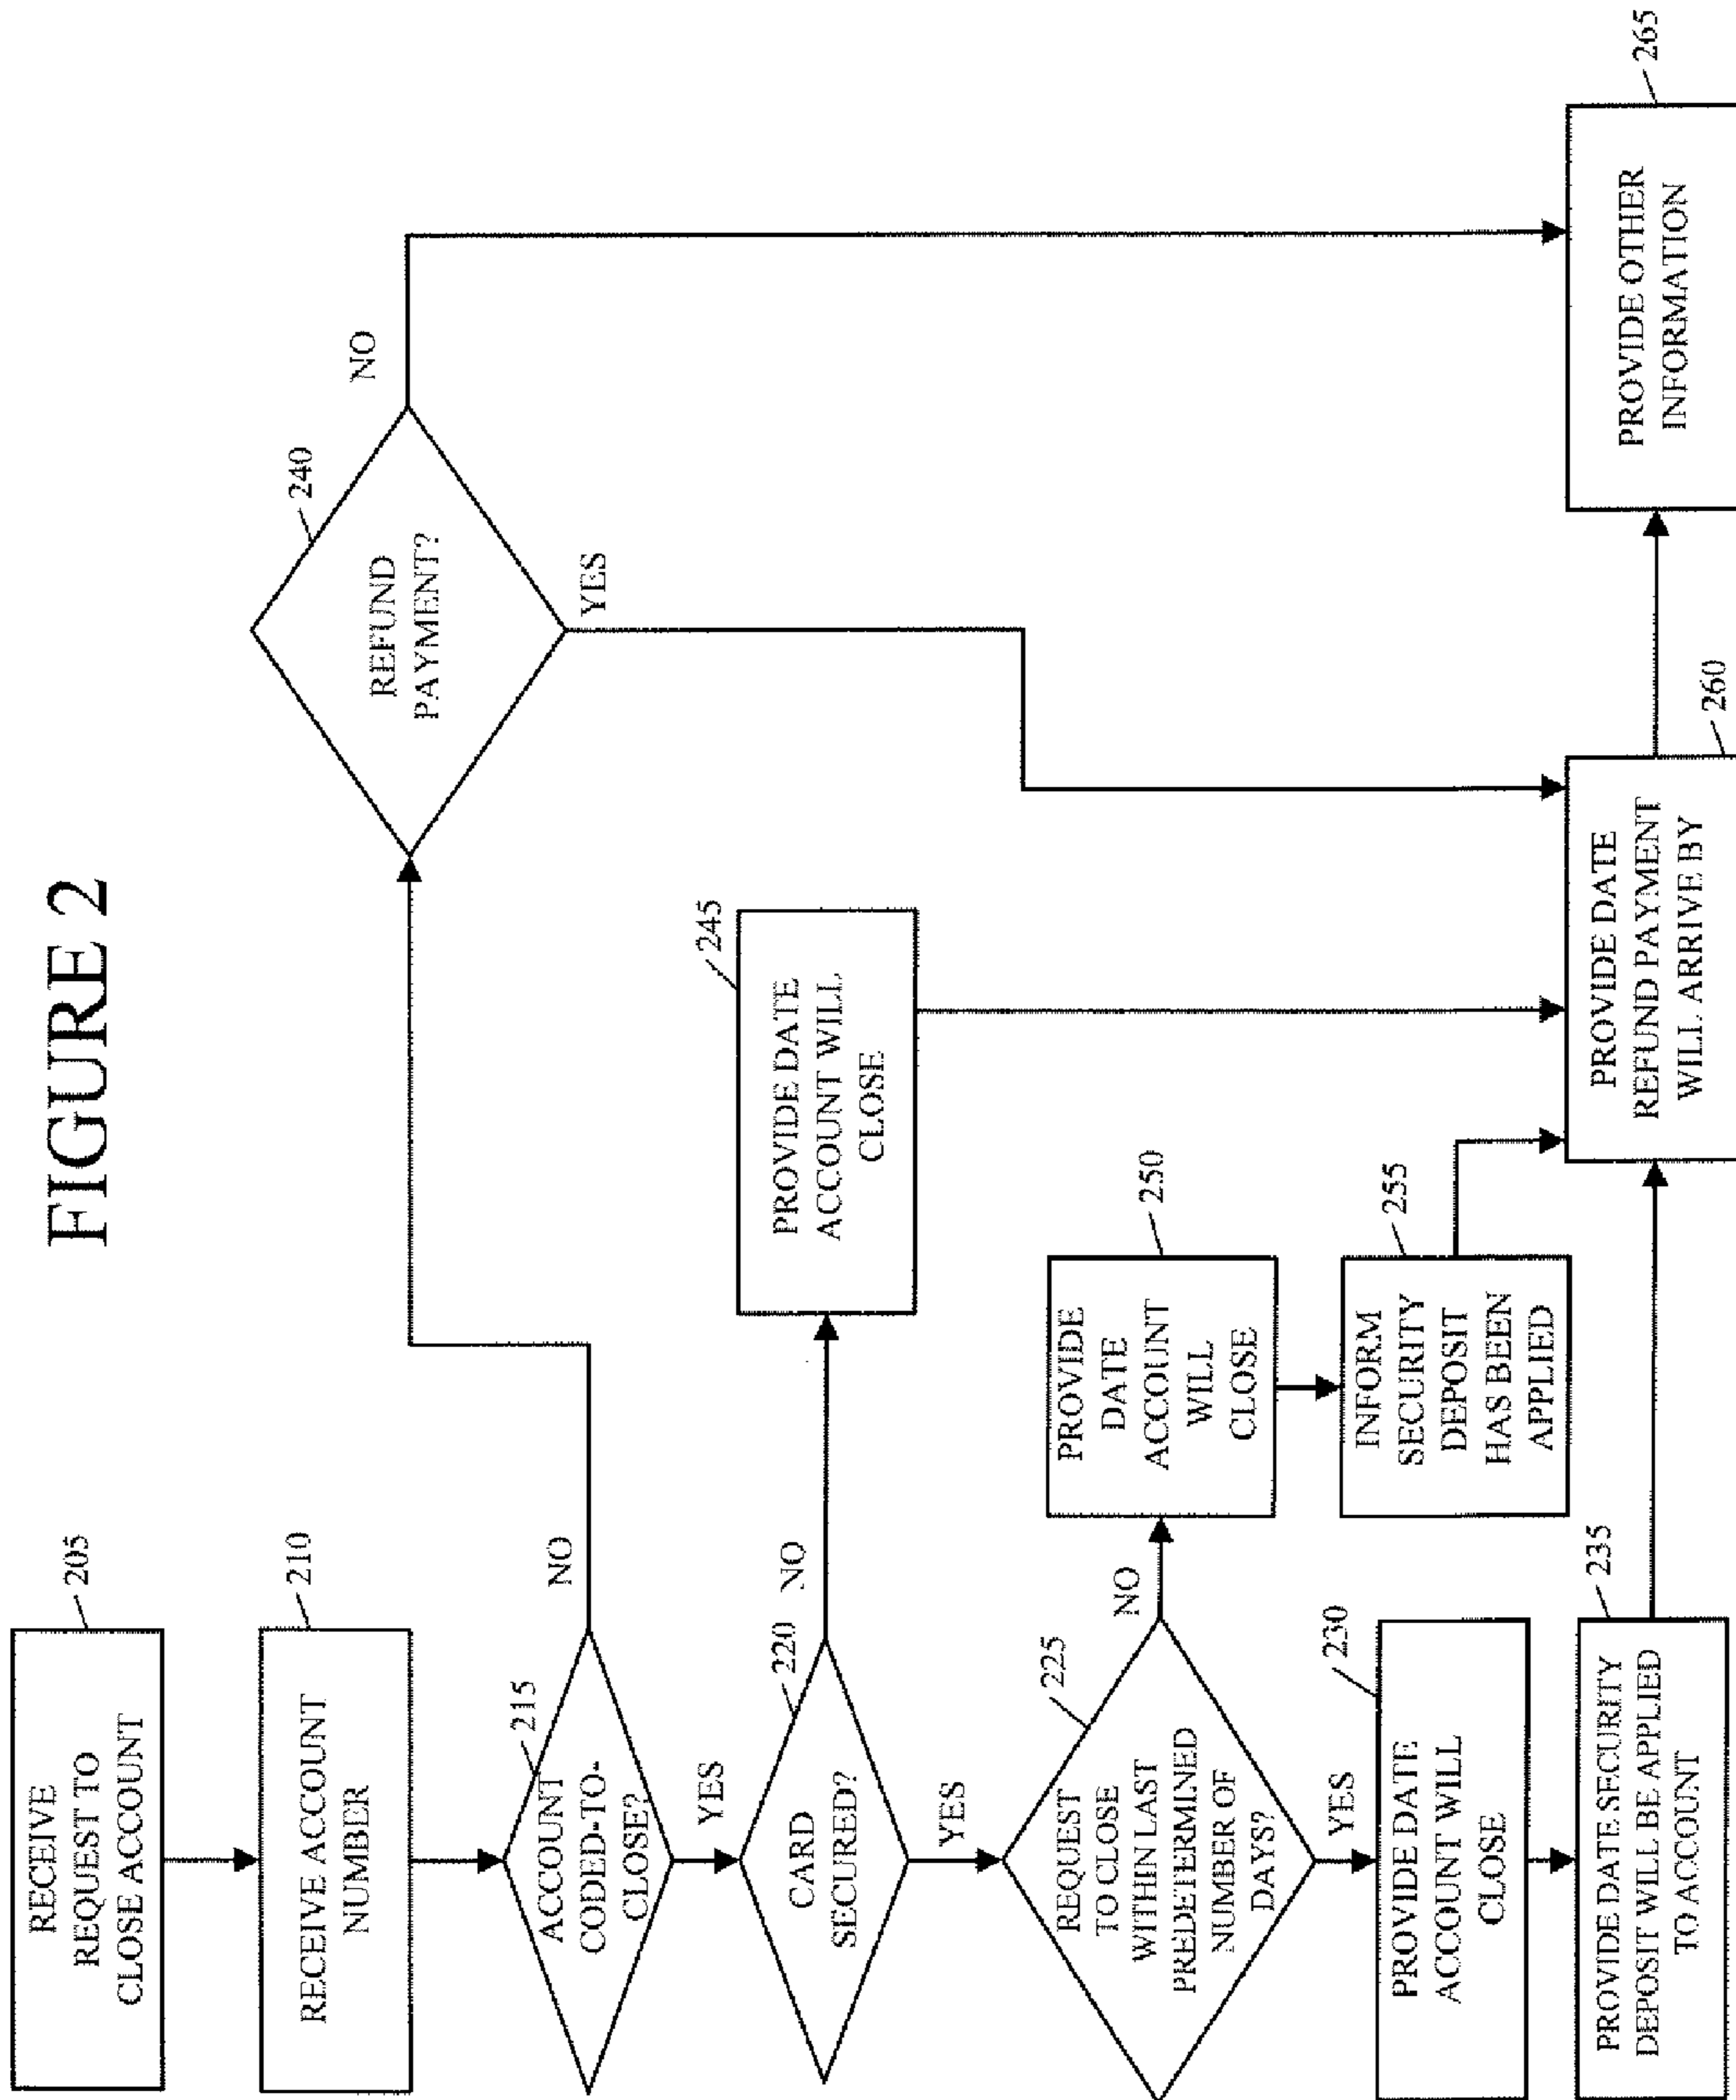 FIGURE 2
RECEIVE
REQUEST TO
CLOSE ACCOUNT
205
RECEIVE ACCOUNT
NUMBER
210
ACCOUNT
CODED-TO-
CLOSE?
215
NO
YES
CARD
SECURED?
220
NO
YES
REQUEST
TO CLOSE
WITHIN LAST
PREDETERMINED
NUMBER OF
DAYS?
225
NO
YES
PROVIDE DATE
ACCOUNT WILL
CLOSE
230
PROVIDE DATE SECURITY
DEPOSIT WILL BE APPLIED
TO ACCOUNT
235
REFUND
PAYMENT?
240
NO
YES
PROVIDE DATE
ACCOUNT WILL
CLOSE
245
PROVIDE
DATE
ACCOUNT
WILL
CLOSE
250
INFORM
SECURITY
DEPOSIT
HAS BEEN
APPLIED
255
PROVIDE DATE
REFUND PAYMENT
WILL ARRIVE BY
260
PROVIDE OTHER
INFORMATION
265